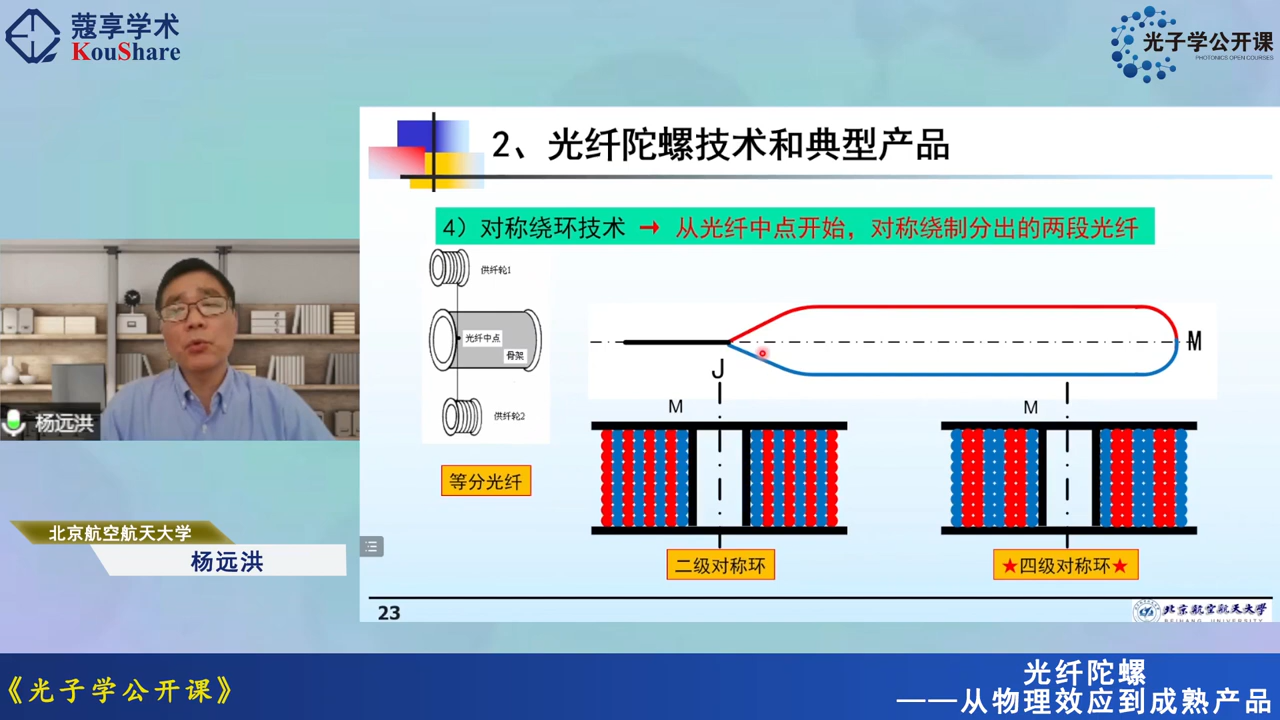 蔻享学术
KouShare
光子学公开课
PHOTONICS OPEN COURSES
2、光纤陀螺技术和典型产品
4）对称绕环技术 → 从光纤中点开始，对称绕制分出的两段光纤
供纤轮1
光纤中点
骨架
供纤轮2
等分光纤
J
M
M
M
二级对称环
★四级对称环★
23
北京航空航天大学
BEIHANG UNIVERSITY
杨远洪
北京航空航天大学
杨远洪
《光子学公开课》
光纤陀螺
——从物理效应到成熟产品